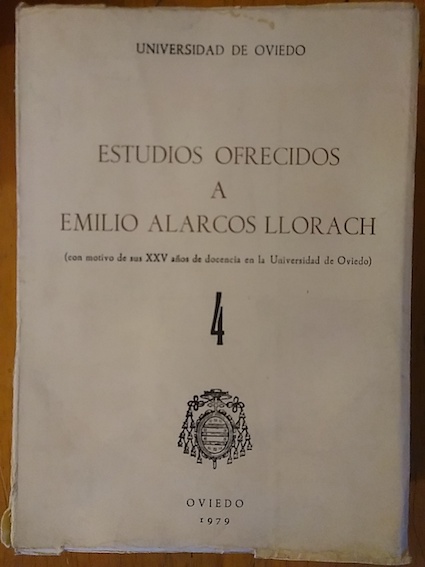 UNIVERSIDAD DE OVIEDO
ESTUDIOS OFRECIDOS
A
EMILIO ALARCOS LLORACH
(con motivo de sus XXV años de docencia en la Universidad de Oviedo)
4
OVIEDO
1979